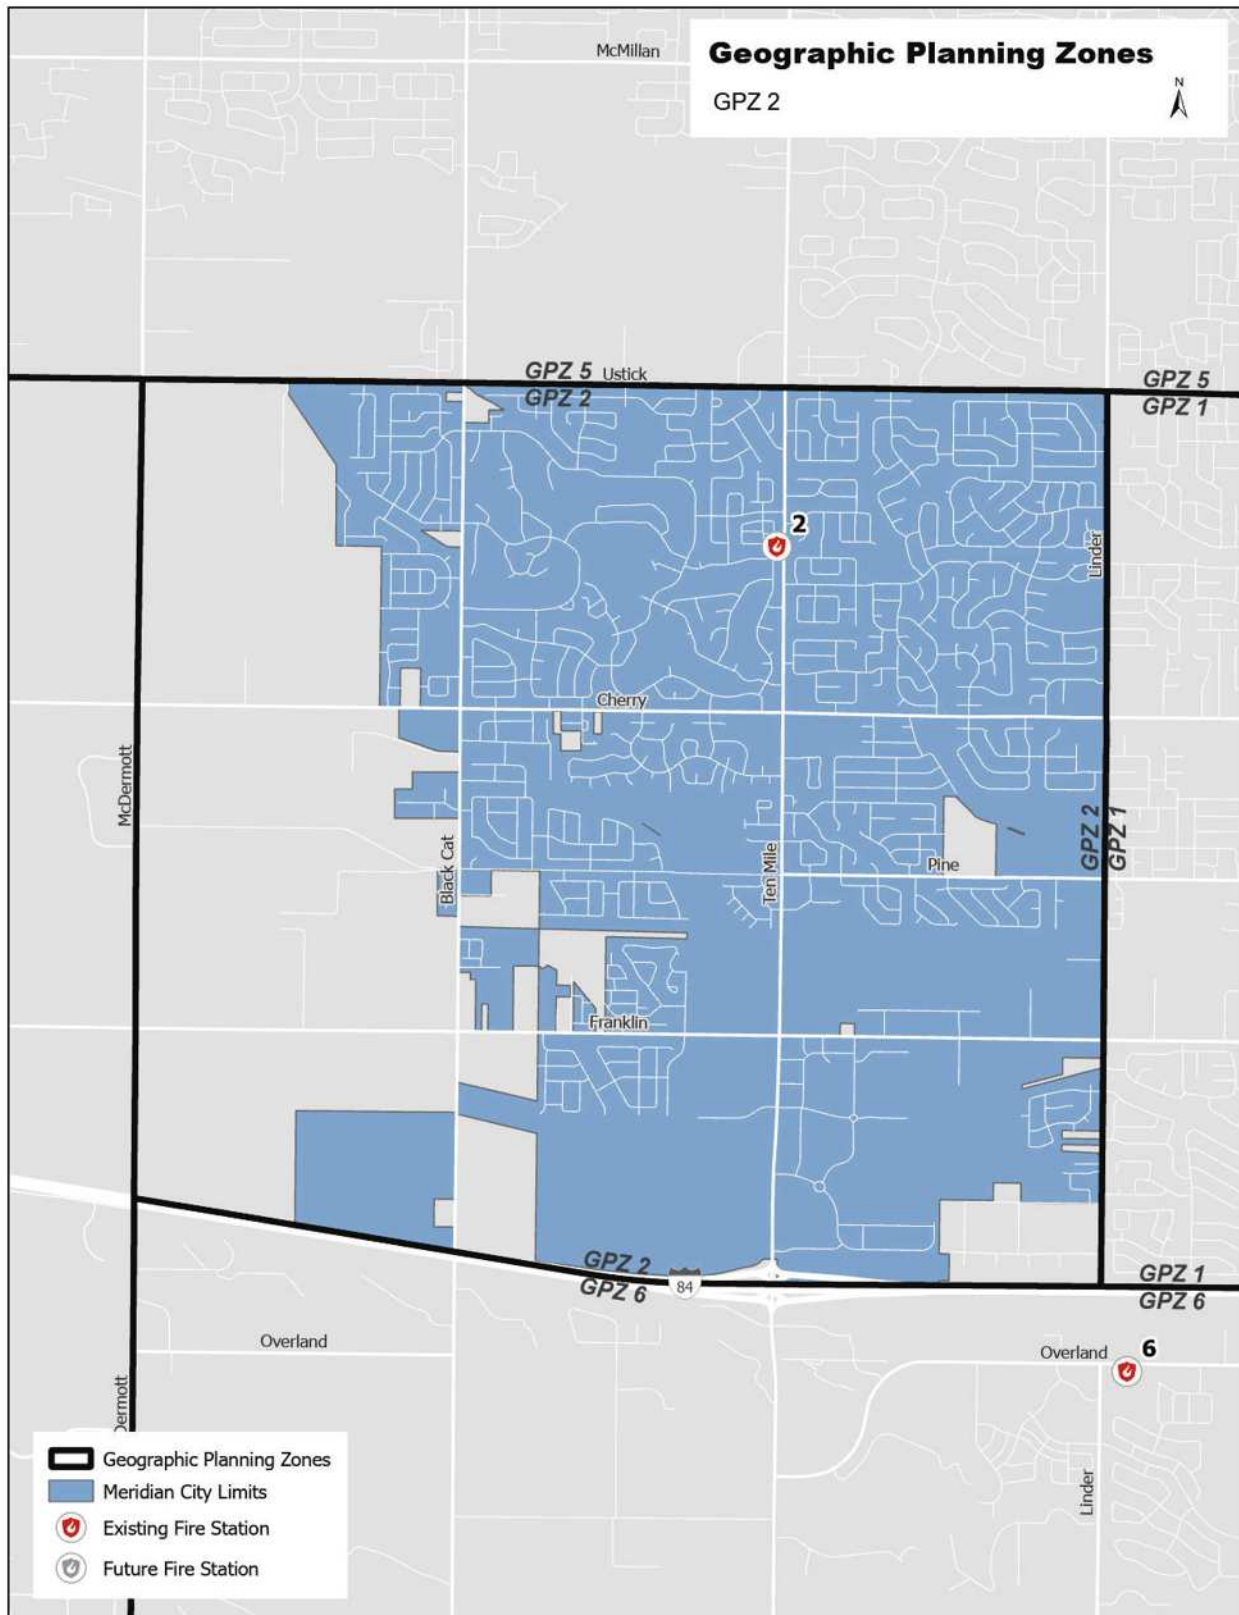 McMillan
Geographic Planning Zones
GPZ 2
N
GPZ 5
Ustick
GPZ 2
GPZ 5
GPZ 1
2
Linder
Cherry
McDermott
Black Cat
Ten Mile
Pine
GPZ 2
GPZ 1
Franklin
GPZ 2
84
GPZ 6
GPZ 1
GPZ 6
Overland
Overland
6
Dermott
Linder
Geographic Planning Zones
Meridian City Limits
Existing Fire Station
Future Fire Station